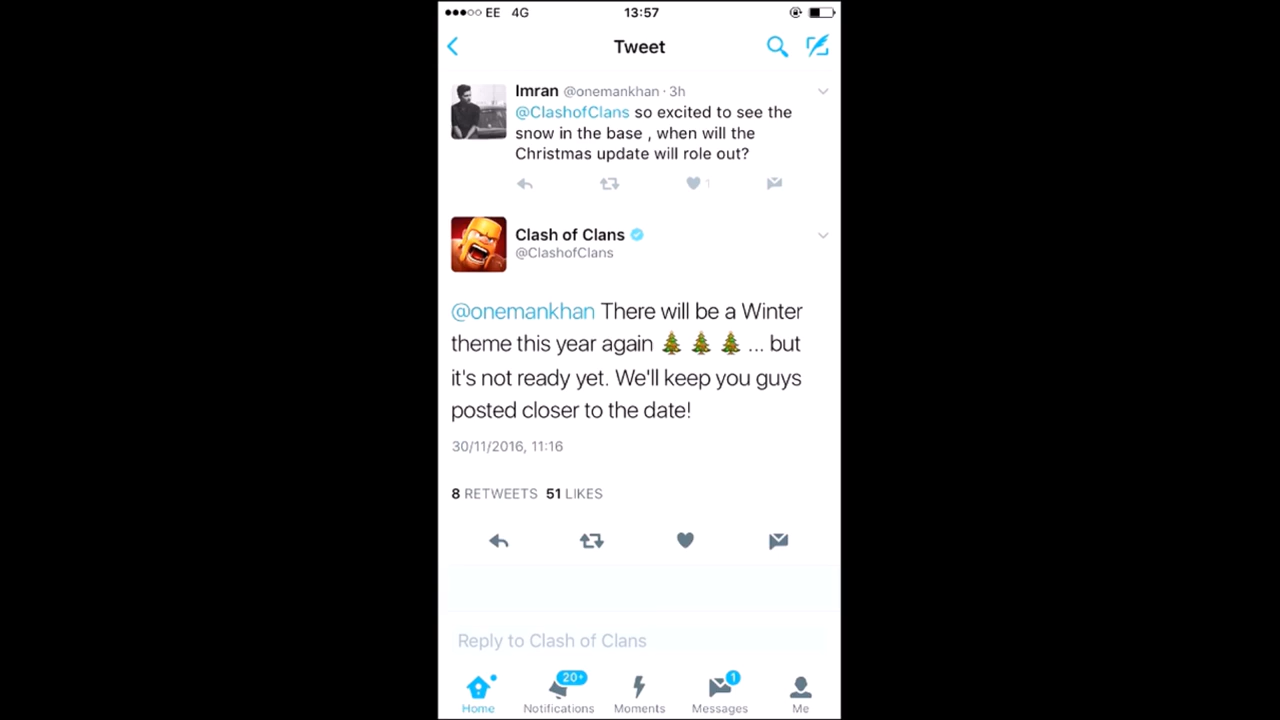 EE 4G 13:57
Tweet
Imran @onemankhan · 3h
@ClashofClans so excited to see the
snow in the base , when will the
Christmas update will role out?
1
Clash of Clans
@ClashofClans
@onemankhan There will be a Winter
theme this year again 🎄 🎄 🎄 ... but
it's not ready yet. We'll keep you guys
posted closer to the date!
30/11/2016, 11:16
8 RETWEETS 51 LIKES
Reply to Clash of Clans
20+ 1
Home Notifications Moments Messages Me